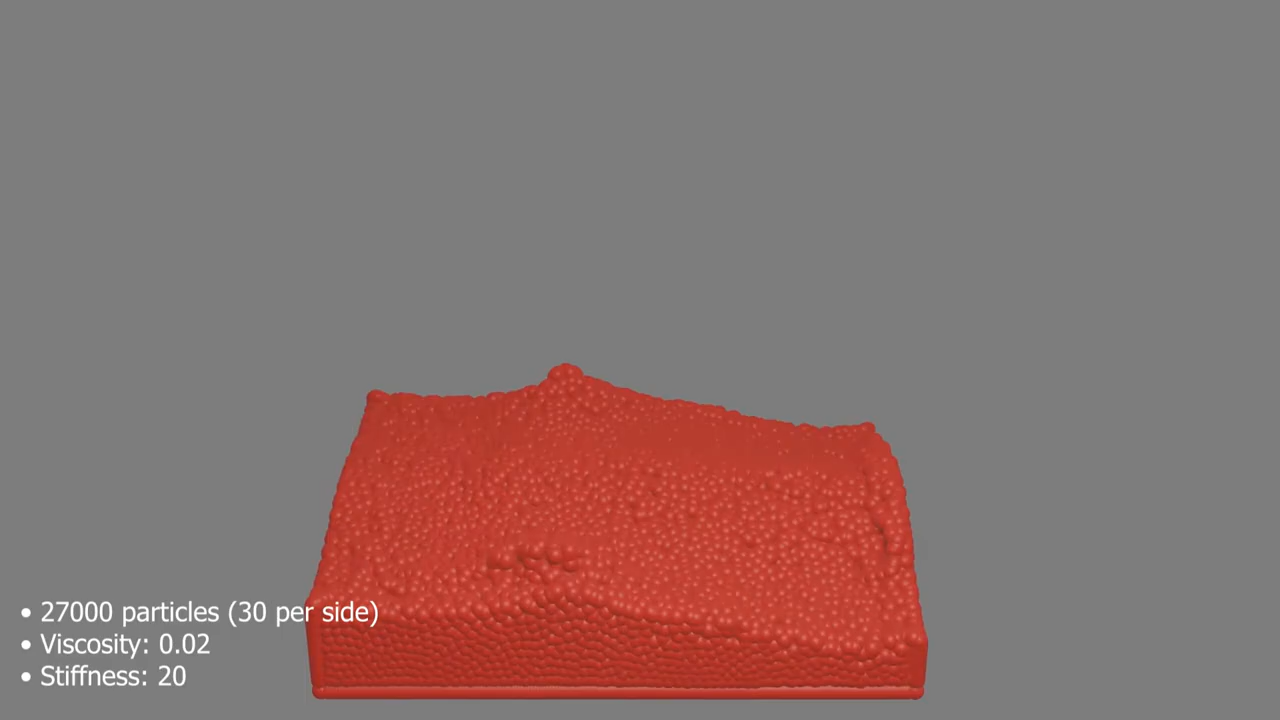 • 27000 particles (30 per side)
• Viscosity: 0.02
• Stiffness: 20